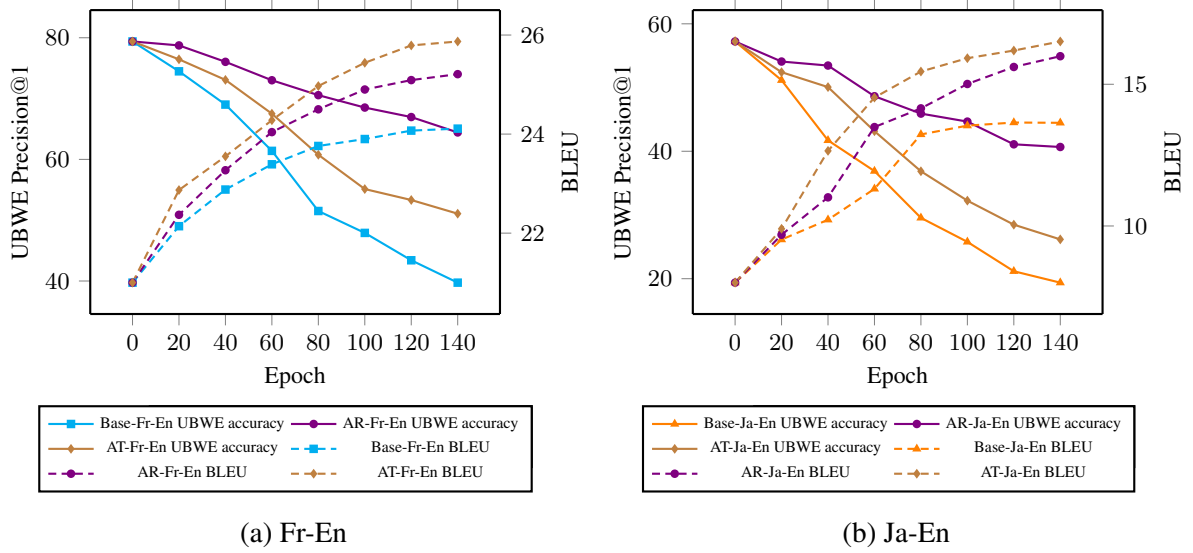 80
60
40
UBWE Precision@1
26
24
22
BLEU
0 20 40 60 80 100 120 140
Epoch
Base-Fr-En UBWE accuracy AR-Fr-En UBWE accuracy
AT-Fr-En UBWE accuracy Base-Fr-En BLEU
AR-Fr-En BLEU AT-Fr-En BLEU
(a) Fr-En
60
40
20
UBWE Precision@1
15
10
BLEU
0 20 40 60 80 100 120 140
Epoch
Base-Ja-En UBWE accuracy AR-Ja-En UBWE accuracy
AT-Ja-En UBWE accuracy Base-Ja-En BLEU
AR-Ja-En BLEU AT-Ja-En BLEU
(b) Ja-En